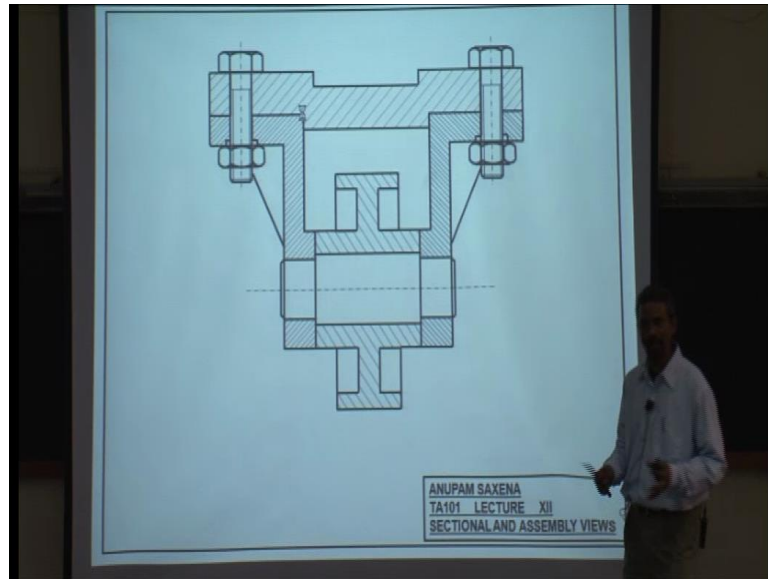 ANUPAM SAXENA
TA101 LECTURE XII
SECTIONAL AND ASSEMBLY VIEWS